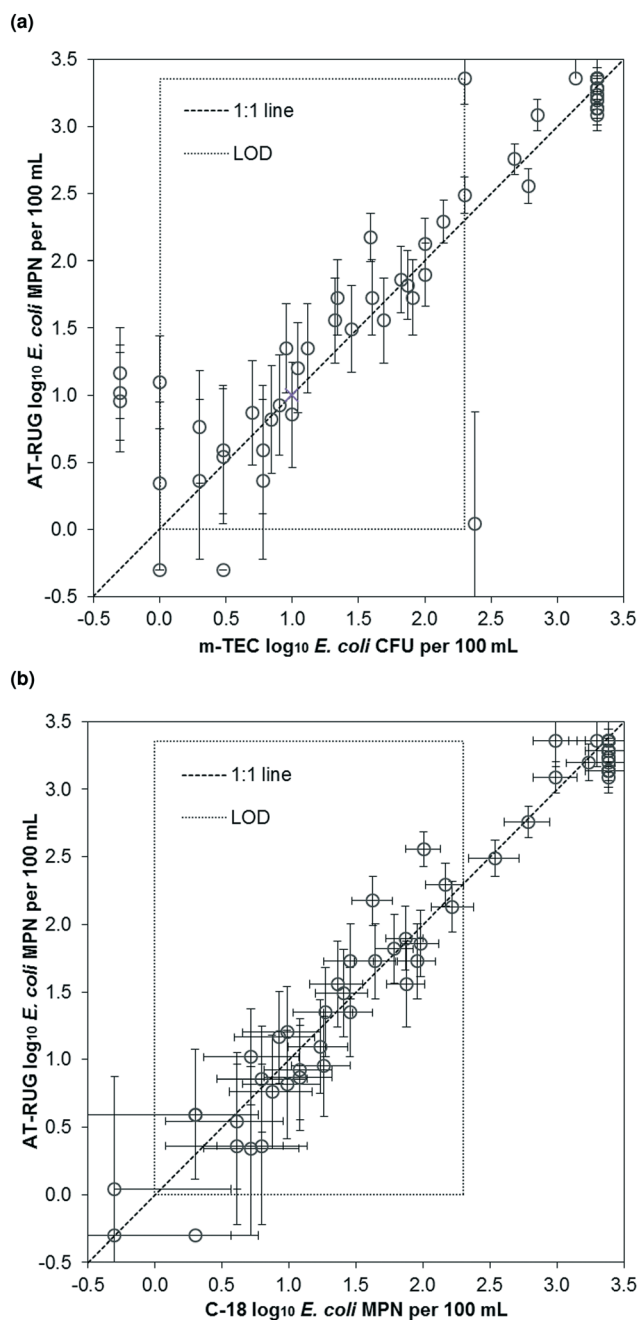 (a)
3.5
3.0
2.5
2.0
1.5
1.0
0.5
0.0
-0.5
AT-RUG log₁₀ E. coli MPN per 100 mL
1:1 line
LOD
-0.5 0.0 0.5 1.0 1.5 2.0 2.5 3.0 3.5
m-TEC log₁₀ E. coli CFU per 100 mL
(b)
3.5
3.0
2.5
2.0
1.5
1.0
0.5
0.0
-0.5
AT-RUG log₁₀ E. coli MPN per 100 mL
1:1 line
LOD
-0.5 0.0 0.5 1.0 1.5 2.0 2.5 3.0 3.5
C-18 log₁₀ E. coli MPN per 100 mL